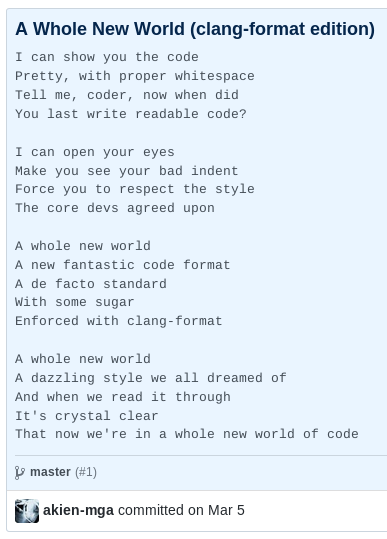 A Whole New World (clang-format edition)
I can show you the code
Pretty, with proper whitespace
Tell me, coder, now when did
You last write readable code?
I can open your eyes
Make you see your bad indent
Force you to respect the style
The core devs agreed upon
A whole new world
A new fantastic code format
A de facto standard
With some sugar
Enforced with clang-format
A whole new world
A dazzling style we all dreamed of
And when we read it through
It's crystal clear
That now we're in a whole new world of code
master (#1)
akien-mga committed on Mar 5